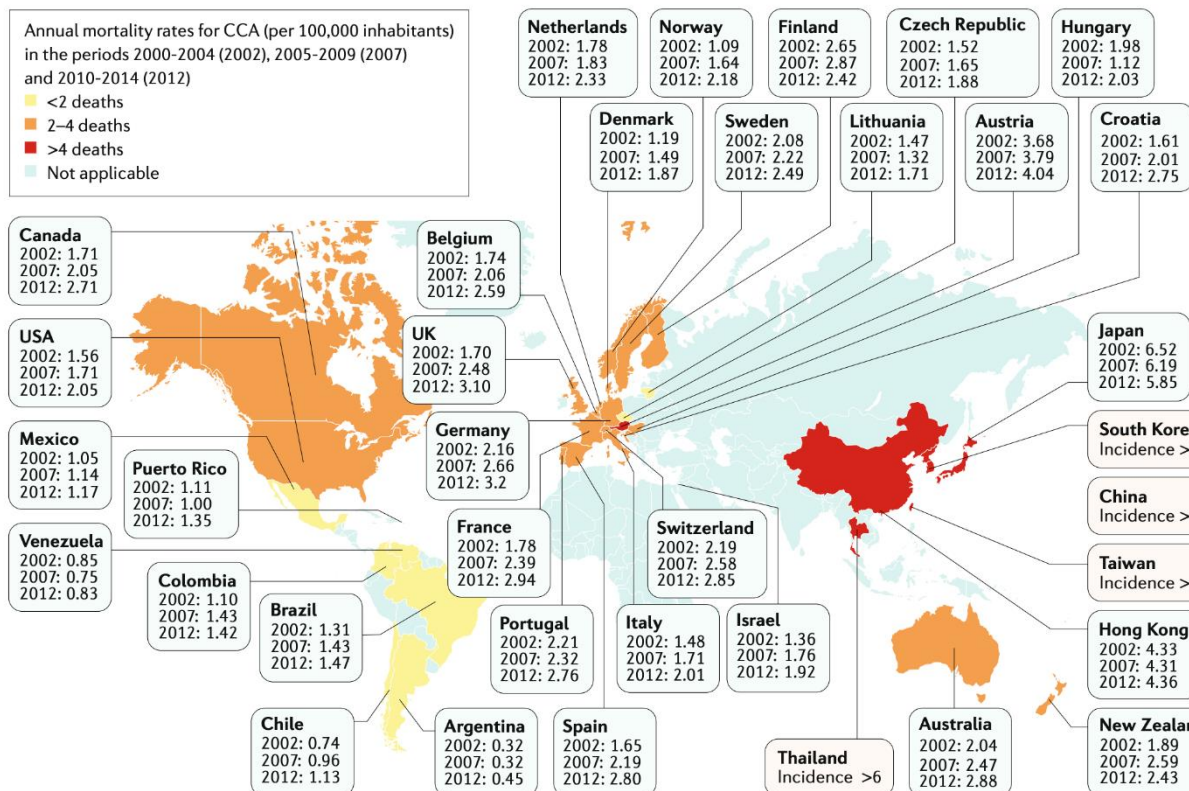 Annual mortality rates for CCA (per 100,000 inhabitants)
in the periods 2000-2004 (2002), 2005-2009 (2007)
and 2010-2014 (2012)
<2 deaths
2–4 deaths
>4 deaths
Not applicable
Netherlands
2002: 1.78
2007: 1.83
2012: 2.33
Norway
2002: 1.09
2007: 1.64
2012: 2.18
Finland
2002: 2.65
2007: 2.87
2012: 2.42
Czech Republic
2002: 1.52
2007: 1.65
2012: 1.88
Hungary
2002: 1.98
2007: 1.12
2012: 2.03
Denmark
2002: 1.19
2007: 1.49
2012: 1.87
Sweden
2002: 2.08
2007: 2.22
2012: 2.49
Lithuania
2002: 1.47
2007: 1.32
2012: 1.71
Austria
2002: 3.68
2007: 3.79
2012: 4.04
Croatia
2002: 1.61
2007: 2.01
2012: 2.75
Canada
2002: 1.71
2007: 2.05
2012: 2.71
Belgium
2002: 1.74
2007: 2.06
2012: 2.59
USA
2002: 1.56
2007: 1.71
2012: 2.05
UK
2002: 1.70
2007: 2.48
2012: 3.10
Japan
2002: 6.52
2007: 6.19
2012: 5.85
Mexico
2002: 1.05
2007: 1.14
2012: 1.17
Puerto Rico
2002: 1.11
2007: 1.00
2012: 1.35
Germany
2002: 2.16
2007: 2.66
2012: 3.2
South Kore
Incidence >
China
Incidence >
Taiwan
Incidence >
Venezuela
2002: 0.85
2007: 0.75
2012: 0.83
Colombia
2002: 1.10
2007: 1.43
2012: 1.42
Brazil
2002: 1.31
2007: 1.43
2012: 1.47
France
2002: 1.78
2007: 2.39
2012: 2.94
Switzerland
2002: 2.19
2007: 2.58
2012: 2.85
Portugal
2002: 2.21
2007: 2.32
2012: 2.76
Italy
2002: 1.48
2007: 1.71
2012: 2.01
Israel
2002: 1.36
2007: 1.76
2012: 1.92
Hong Kong
2002: 4.33
2007: 4.31
2012: 4.36
Chile
2002: 0.74
2007: 0.96
2012: 1.13
Argentina
2002: 0.32
2007: 0.32
2012: 0.45
Spain
2002: 1.65
2007: 2.19
2012: 2.80
Thailand
Incidence >6
Australia
2002: 2.04
2007: 2.47
2012: 2.88
New Zealan
2002: 1.89
2007: 2.59
2012: 2.43